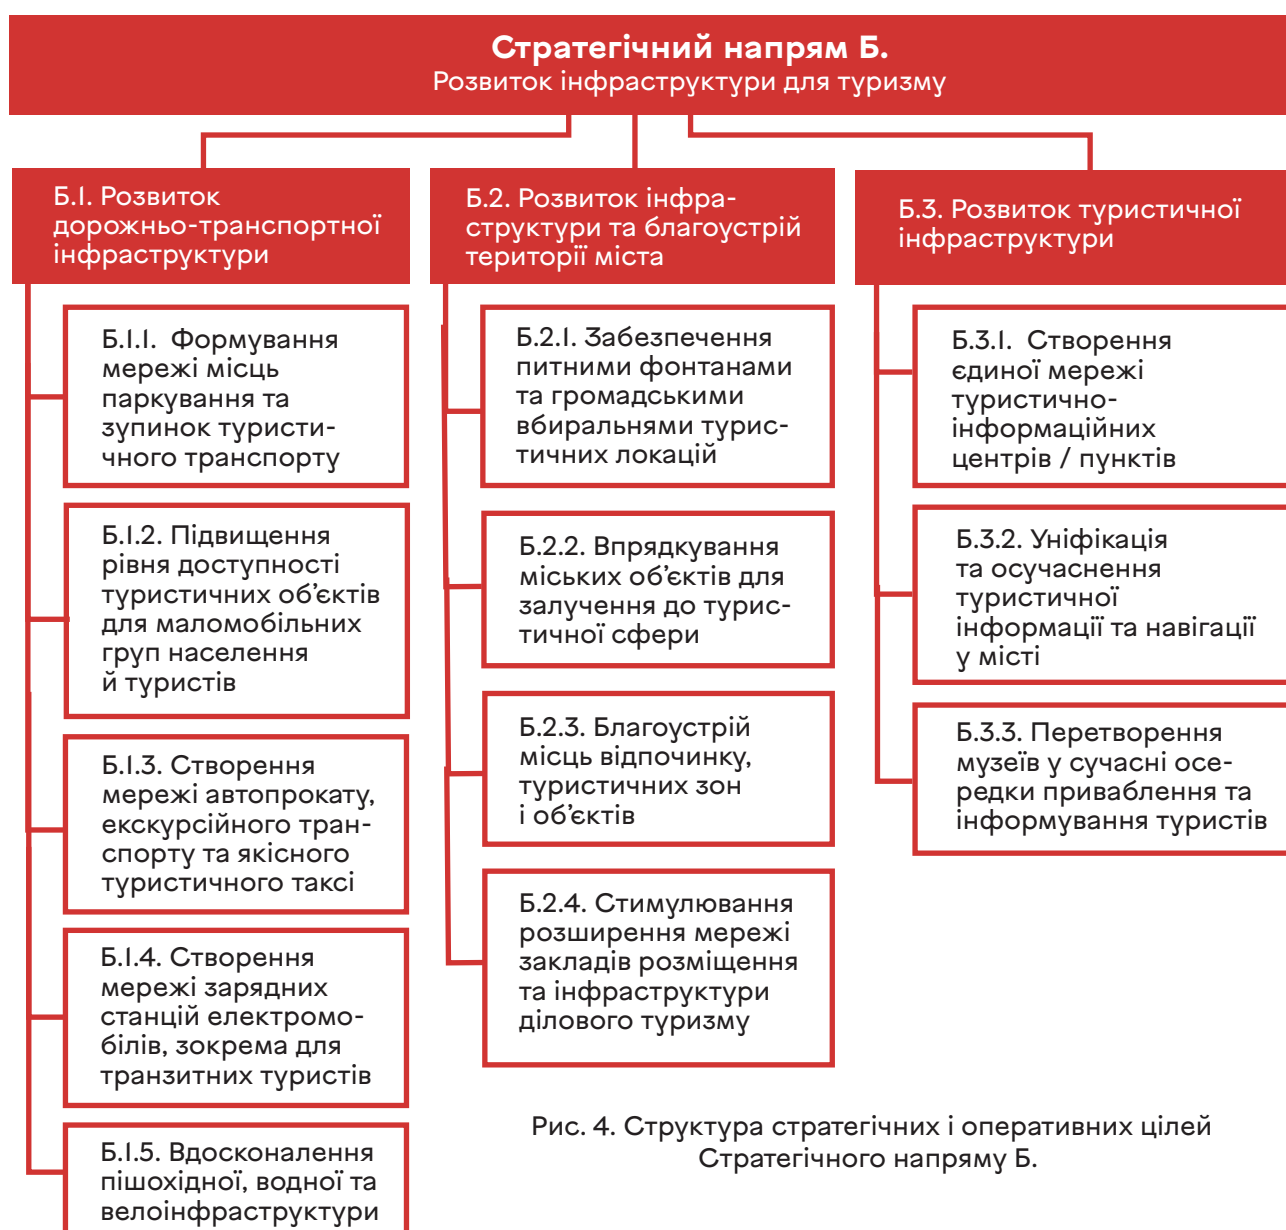 Стратегічний напрям Б.
Розвиток інфраструктури для туризму
Б.1. Розвиток
дорожньо-транспортної
інфраструктури
Б.1.1. Формування
мережі місць
паркування та
зупинок туристи-
чного транспорту
Б.1.2. Підвищення
рівня доступності
туристичних об’єктів
для маломобільних
груп населення
й туристів
Б.1.3. Створення
мережі автопрокату,
екскурсійного тран-
спорту та якісного
туристичного таксі
Б.1.4. Створення
мережі зарядних
станцій електромо-
білів, зокрема для
транзитних туристів
Б.1.5. Вдосконалення
пішохідної, водної та
велоінфраструктури
Б.2. Розвиток інфра-
структури та благоустрій
території міста
Б.2.1. Забезпечення
питними фонтанами
та громадськими
вбиральнями турис-
тичних локацій
Б.2.2. Впрядкування
міських об’єктів для
залучення до турис-
тичної сфери
Б.2.3. Благоустрій
місць відпочинку,
туристичних зон
і об’єктів
Б.2.4. Стимулювання
розширення мережі
закладів розміщення
та інфраструктури
ділового туризму
Б.3. Розвиток туристичної
інфраструктури
Б.3.1. Створення
єдиної мережі
туристично-
інформаційних
центрів / пунктів
Б.3.2. Уніфікація
та осучаснення
туристичної
інформації та навігації
у місті
Б.3.3. Перетворення
музеїв у сучасні осе-
редки приваблення та
інформування туристів
Рис. 4. Структура стратегічних і оперативних цілей
Стратегічного напряму Б.